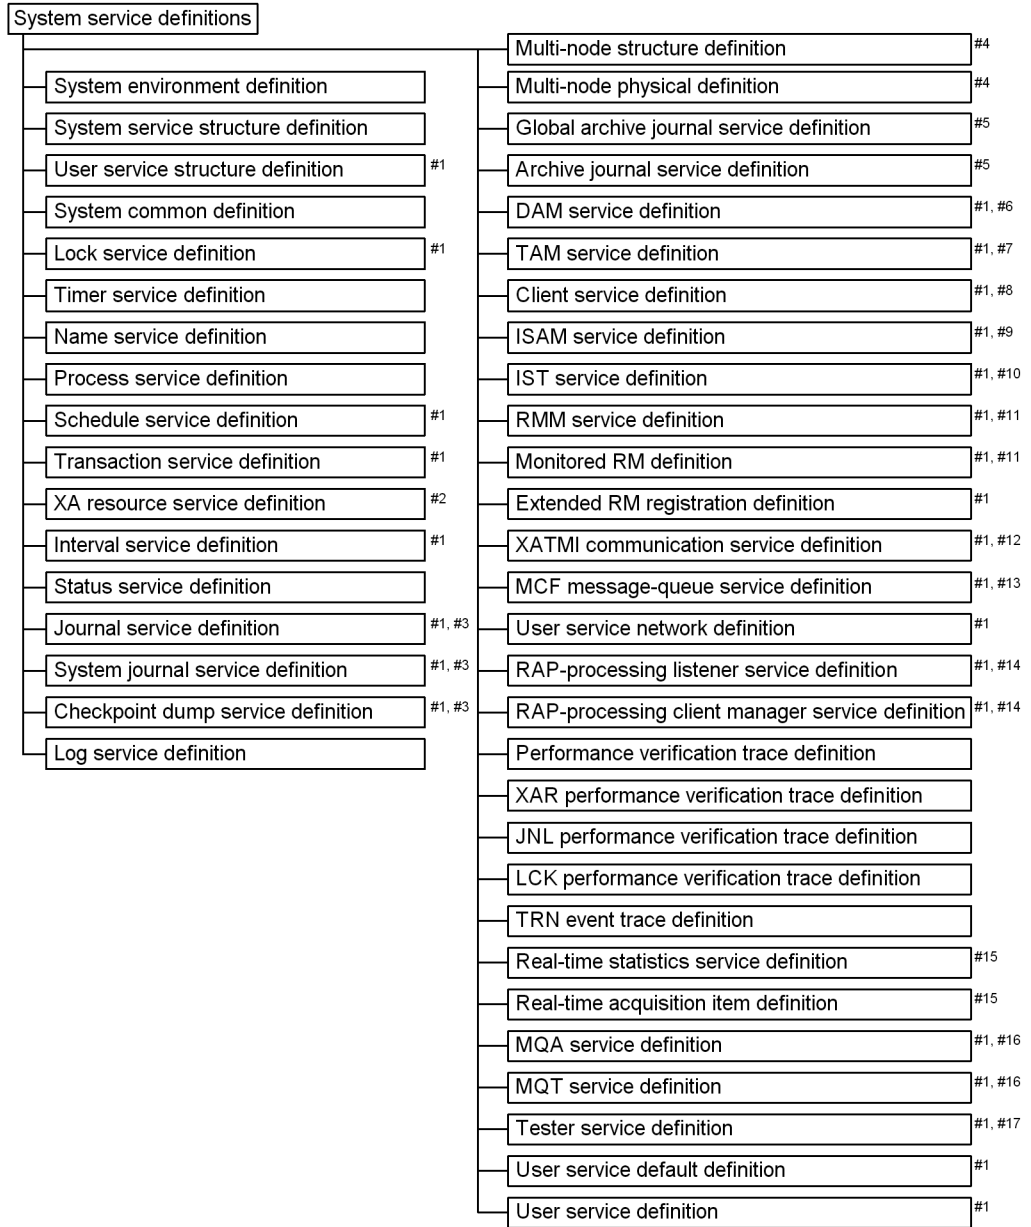 System service definitions
System environment definition
System service structure definition
User service structure definition #1
System common definition
Lock service definition #1
Timer service definition
Name service definition
Process service definition
Schedule service definition #1
Transaction service definition #1
XA resource service definition #2
Interval service definition #1
Status service definition
Journal service definition #1, #3
System journal service definition #1, #3
Checkpoint dump service definition #1, #3
Log service definition
Multi-node structure definition #4
Multi-node physical definition #4
Global archive journal service definition #5
Archive journal service definition #5
DAM service definition #1, #6
TAM service definition #1, #7
Client service definition #1, #8
ISAM service definition #1, #9
IST service definition #1, #10
RMM service definition #1, #11
Monitored RM definition #1, #11
Extended RM registration definition #1
XATMI communication service definition #1, #12
MCF message-queue service definition #1, #13
User service network definition #1
RAP-processing listener service definition #1, #14
RAP-processing client manager service definition #1, #14
Performance verification trace definition
XAR performance verification trace definition
JNL performance verification trace definition
LCK performance verification trace definition
TRN event trace definition
Real-time statistics service definition #15
Real-time acquisition item definition #15
MQA service definition #1, #16
MQT service definition #1, #16
Tester service definition #1, #17
User service default definition #1
User service definition #1